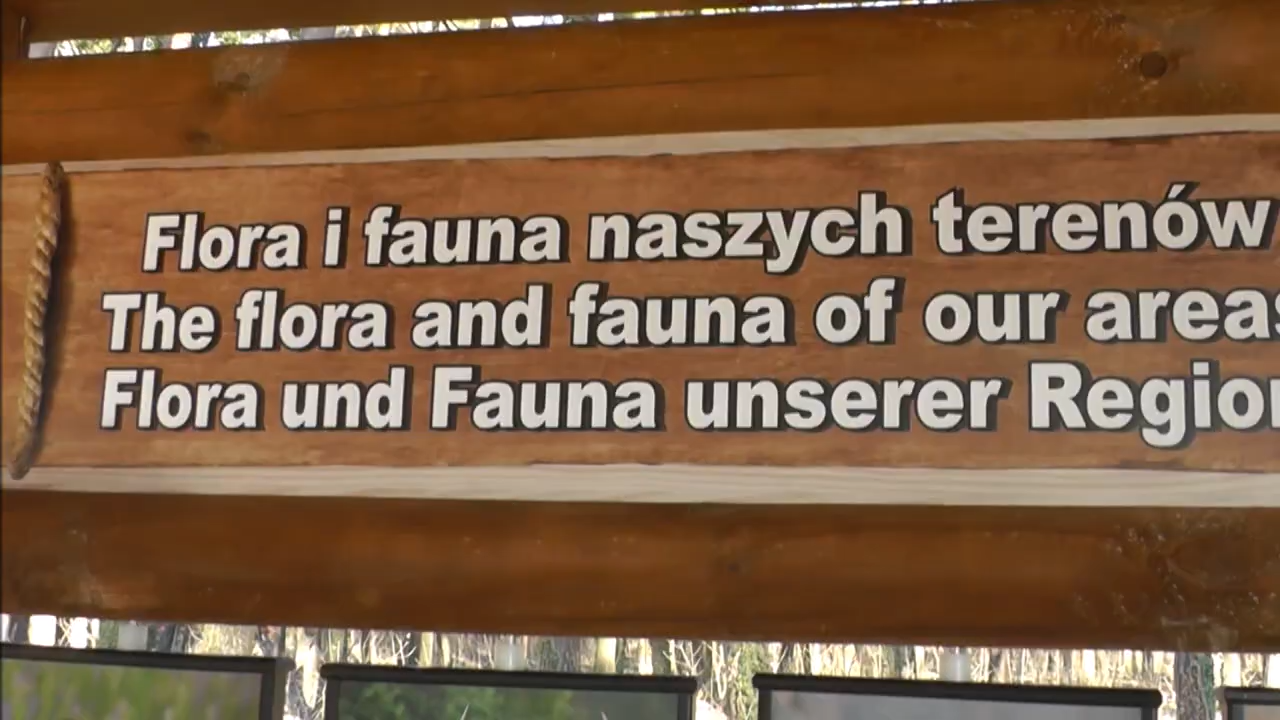 Flora i fauna naszych terenów
The flora and fauna of our areas
Flora und Fauna unserer Region